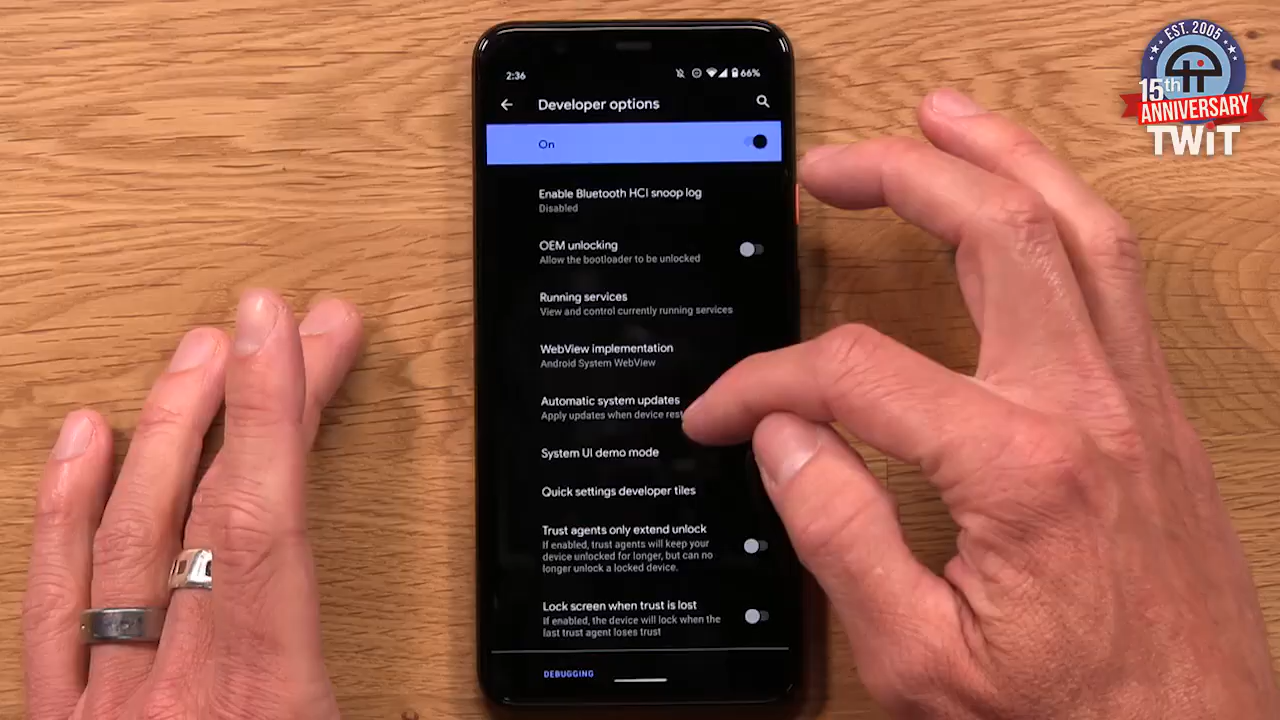 EST. 2005
15th
ANNIVERSARY
TWiT
2:36
66%
Developer options
On
Enable Bluetooth HCI snoop log
Disabled
OEM unlocking
Allow the bootloader to be unlocked
Running services
View and control currently running services
WebView implementation
Android System WebView
Automatic system updates
Apply updates when device rest
System UI demo mode
Quick settings developer tiles
Trust agents only extend unlock
If enabled, trust agents will keep your
device unlocked for longer, but can no
longer unlock a locked device.
Lock screen when trust is lost
If enabled, the device will lock when the
last trust agent loses trust
DEBUGGING